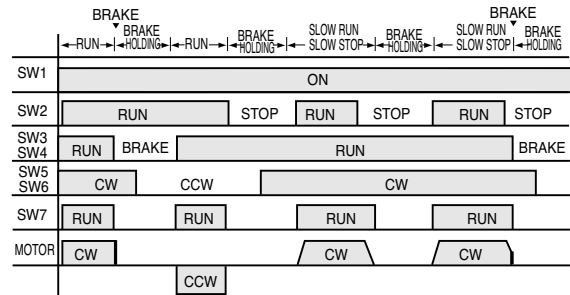 BRAKE BRAKE
RUN BRAKE HOLDING RUN BRAKE HOLDING SLOW RUN SLOW STOP BRAKE HOLDING SLOW RUN SLOW STOP BRAKE HOLDING
SW1 ON
SW2 RUN STOP RUN STOP RUN STOP
SW3 SW4 RUN BRAKE RUN BRAKE
SW5 SW6 CW CCW CW
SW7 RUN RUN RUN RUN
MOTOR CW CW CW
CCW